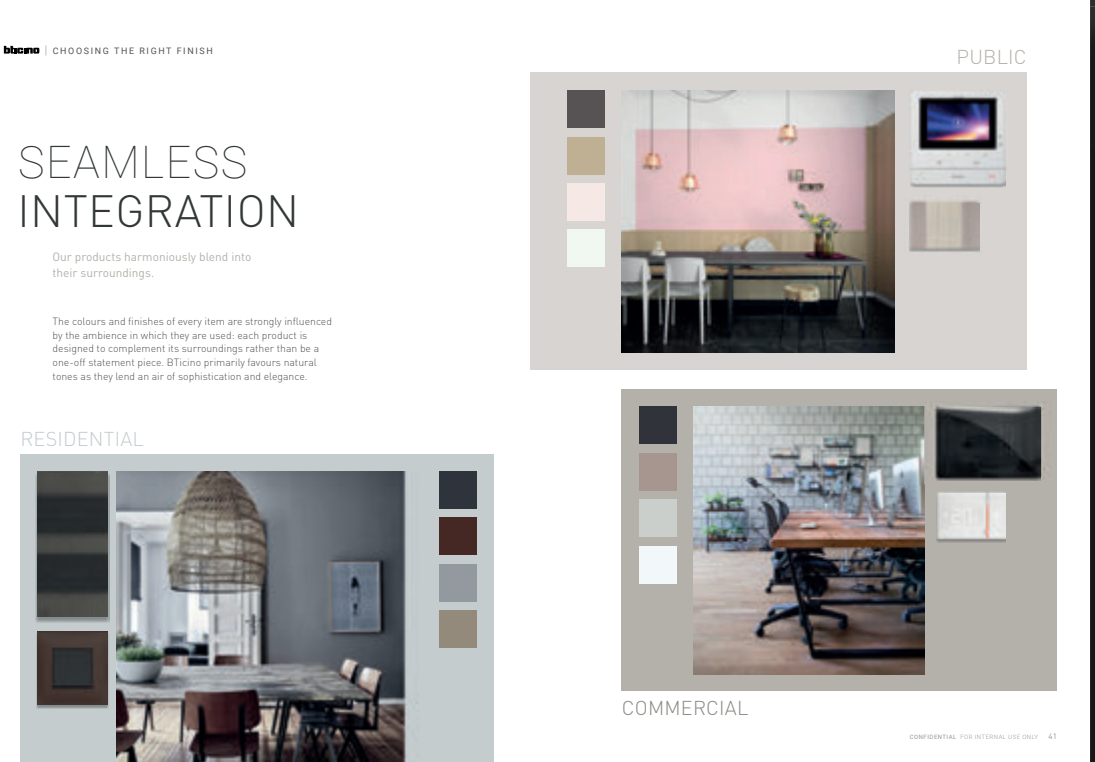 bticino | CHOOSING THE RIGHT FINISH
PUBLIC
SEAMLESS
INTEGRATION
Our products harmoniously blend into
their surroundings.
The colours and finishes of every item are strongly influenced
by the ambience in which they are used: each product is
designed to complement its surroundings rather than be a
one-off statement piece. BTicino primarily favours natural
tones as they lend an air of sophistication and elegance.
RESIDENTIAL
COMMERCIAL
CONFIDENTIAL FOR INTERNAL USE ONLY 41